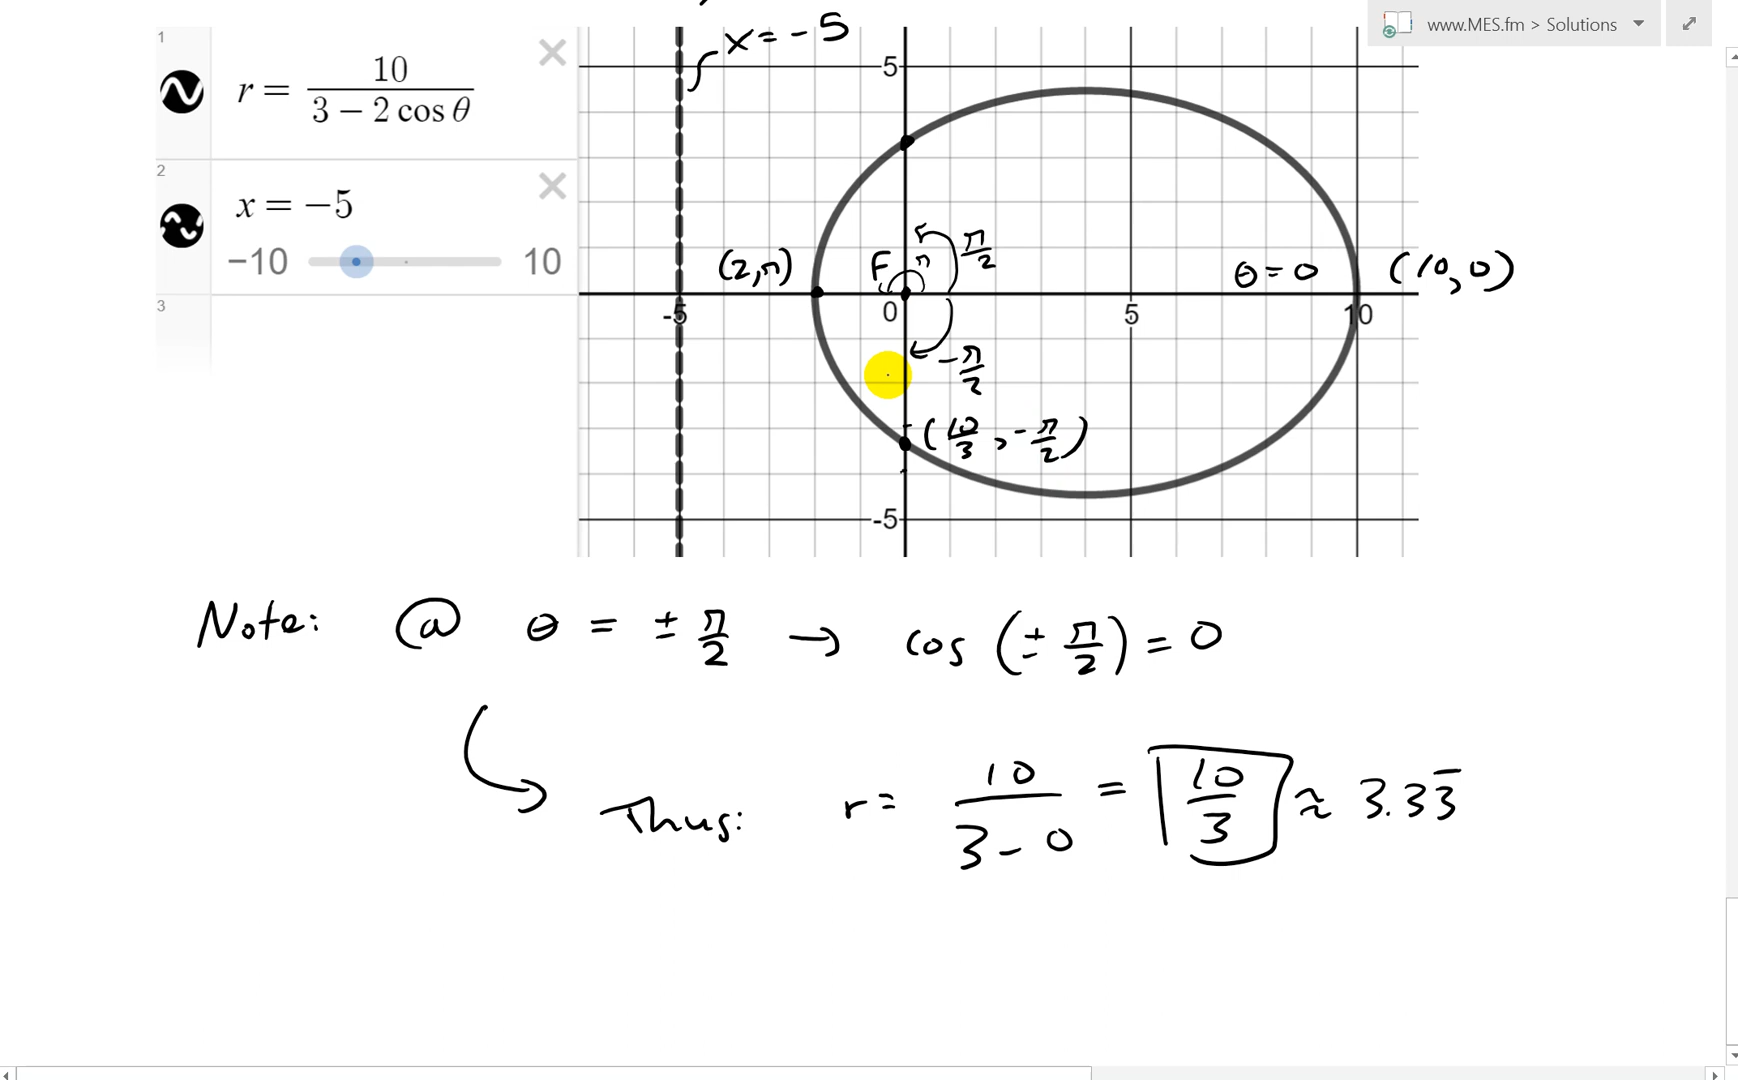 www.MES.fm > Solutions
1
r = 10 / (3 − 2 cos θ)
2
x = −5
−10 10
3
x = -5
5
(2, π) F π π/2 θ = 0 (10, 0)
-5 0 5 10
-π/2
(10/3, -π/2)
-5
Note: @ θ = ± π/2 → cos (± π/2) = 0
Thus: r = 10 / (3 - 0) = 10/3 ≈ 3.33̅